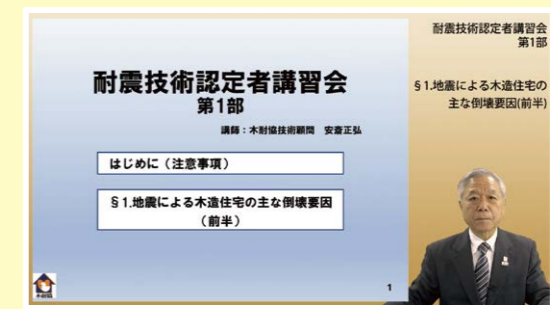 耐震技術認定者講習会
第1部
講師：木耐協技術顧問　安齋正弘
はじめに（注意事項）
§1.地震による木造住宅の主な倒壊要因
（前半）
木耐協
1
耐震技術認定者講習会
第1部
§1.地震による木造住宅の
主な倒壊要因(前半)